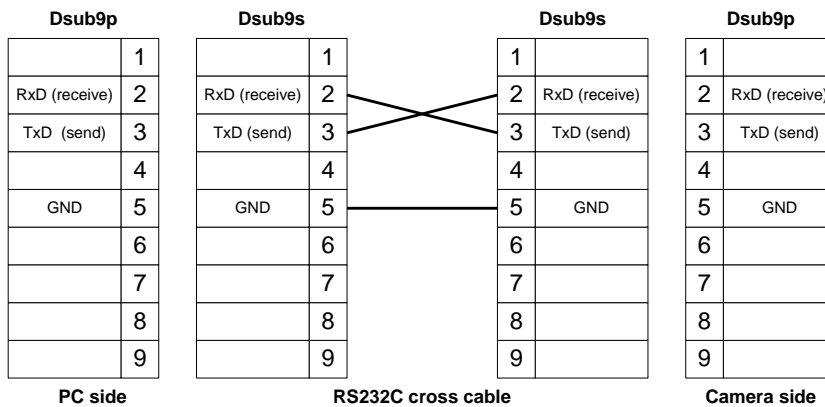 Dsub9p Dsub9s Dsub9s Dsub9p
1 1 1 1
RxD (receive) 2 RxD (receive) 2 2 RxD (receive) 2 RxD (receive)
TxD (send) 3 TxD (send) 3 3 TxD (send) 3 TxD (send)
4 4 4 4
GND 5 GND 5 5 GND 5 GND
6 6 6 6
7 7 7 7
8 8 8 8
9 9 9 9
PC side RS232C cross cable Camera side